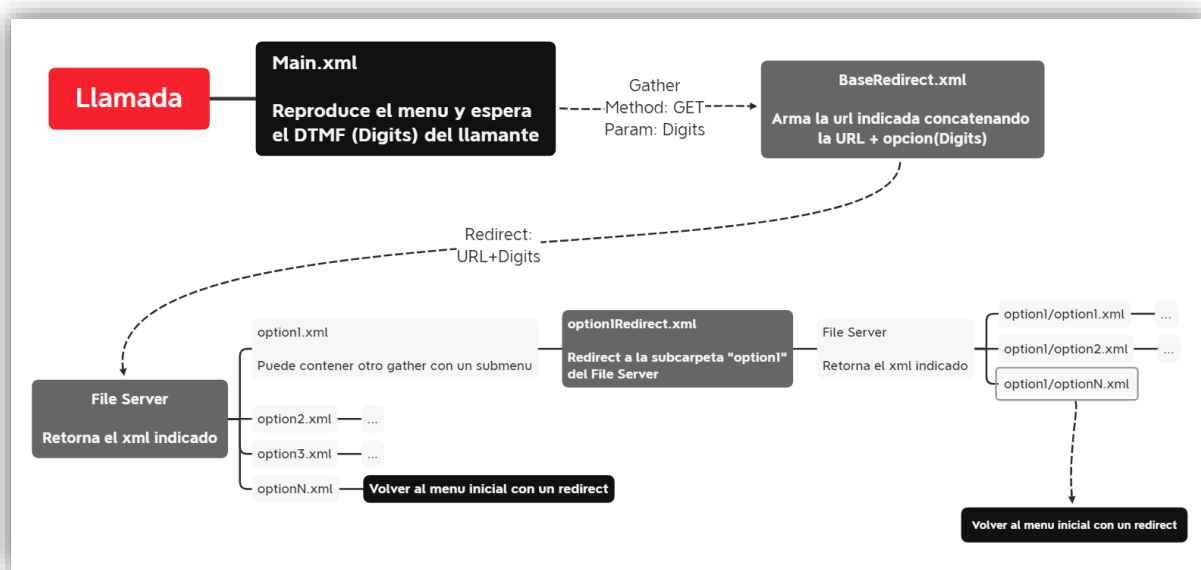 Llamada
Main.xml
Reproduce el menu y espera
el DTMF (Digits) del llamante
Gather
Method: GET
Param: Digits
BaseRedirect.xml
Arma la url indicada concatenando
la URL + opcion(Digits)
Redirect:
URL+Digits
File Server
Retorna el xml indicado
option1.xml
Puede contener otro gather con un submenu
option2.xml
...
option3.xml
...
optionN.xml
Volver al menu inicial con un redirect
option1Redirect.xml
Redirect a la subcarpeta "option1"
del File Server
File Server
Retorna el xml indicado
option1/option1.xml
...
option1/option2.xml
...
option1/optionN.xml
Volver al menu inicial con un redirect